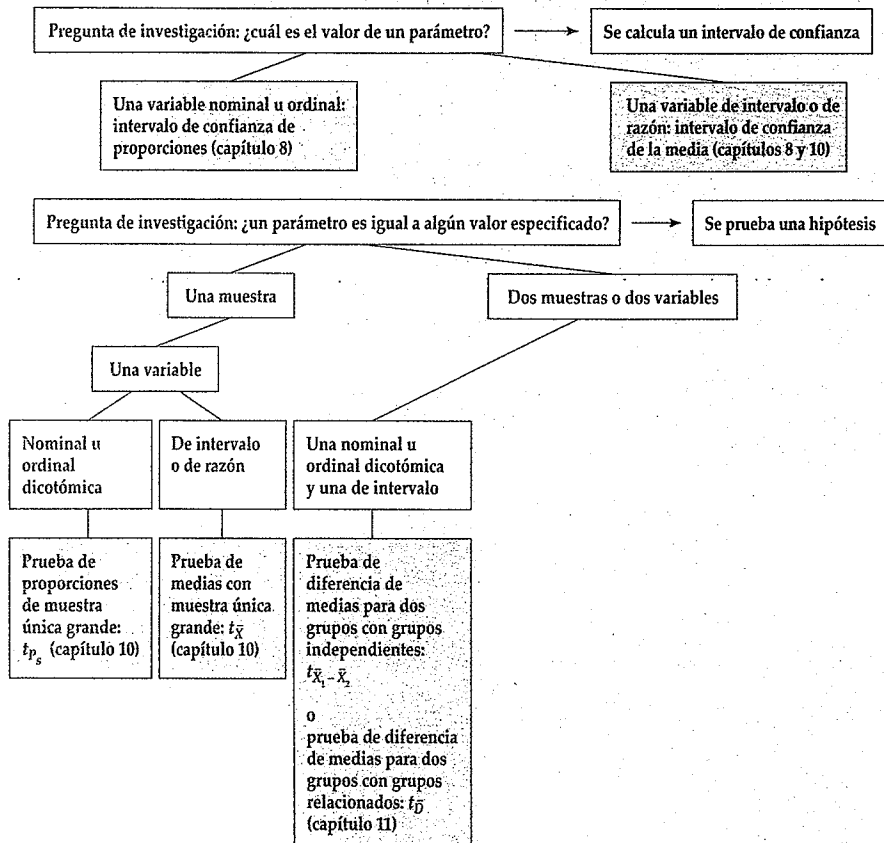 Pregunta de investigación: ¿cuál es el valor de un parámetro?
Se calcula un intervalo de confianza
Una variable nominal u ordinal:
intervalo de confianza de
proporciones (capítulo 8)
Una variable de intervalo o de
razón: intervalo de confianza
de la media (capítulos 8 y 10)
Pregunta de investigación: ¿un parámetro es igual a algún valor especificado?
Se prueba una hipótesis
Una muestra
Dos muestras o dos variables
Una variable
Nominal u
ordinal
dicotómica
De intervalo
o de razón
Una nominal u
ordinal dicotómica
y una de intervalo
Prueba de
proporciones
de muestra
única grande:
t_{P_s} (capítulo 10)
Prueba de
medias con
muestra única
grande: t_{X̄}
(capítulo 10)
Prueba de
diferencia de
medias para dos
grupos con grupos
independientes:
t_{X̄₁ – X̄₂}
o
prueba de diferencia
de medias para dos
grupos con grupos
relacionados: t_{D̄}
(capítulo 11)